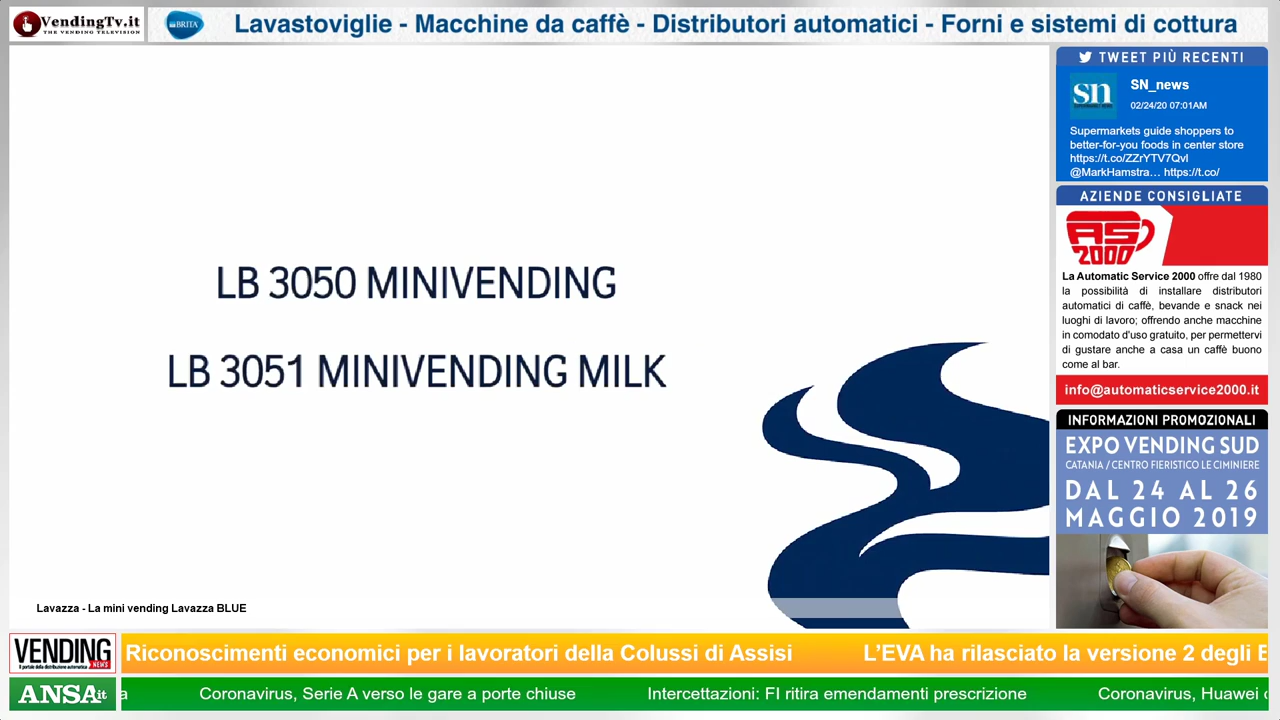 VendingTv.it
THE VENDING TELEVISION
BRITA
Lavastoviglie - Macchine da caffè - Distributori automatici - Forni e sistemi di cottura
LB 3050 MINIVENDING
LB 3051 MINIVENDING MILK
Lavazza - La mini vending Lavazza BLUE
TWEET PIÙ RECENTI
sn
SN_news
02/24/20 07:01AM
Supermarkets guide shoppers to
better-for-you foods in center store
https://t.co/ZZrYTV7Qvl
@MarkHamstra… https://t.co/
AZIENDE CONSIGLIATE
AS
2000
La Automatic Service 2000 offre dal 1980
la possibilità di installare distributori
automatici di caffè, bevande e snack nei
luoghi di lavoro; offrendo anche macchine
in comodato d'uso gratuito, per permettervi
di gustare anche a casa un caffè buono
come al bar.
info@automaticservice2000.it
INFORMAZIONI PROMOZIONALI
EXPO VENDING SUD
CATANIA / CENTRO FIERISTICO LE CIMINIERE
DAL 24 AL 26
MAGGIO 2019
VENDING
Il portale della distribuzione automatica NEWS
Riconoscimenti economici per i lavoratori della Colussi di Assisi L'EVA ha rilasciato la versione 2 degli E
ANSA.it
a Coronavirus, Serie A verso le gare a porte chiuse Intercettazioni: FI ritira emendamenti prescrizione Coronavirus, Huawei